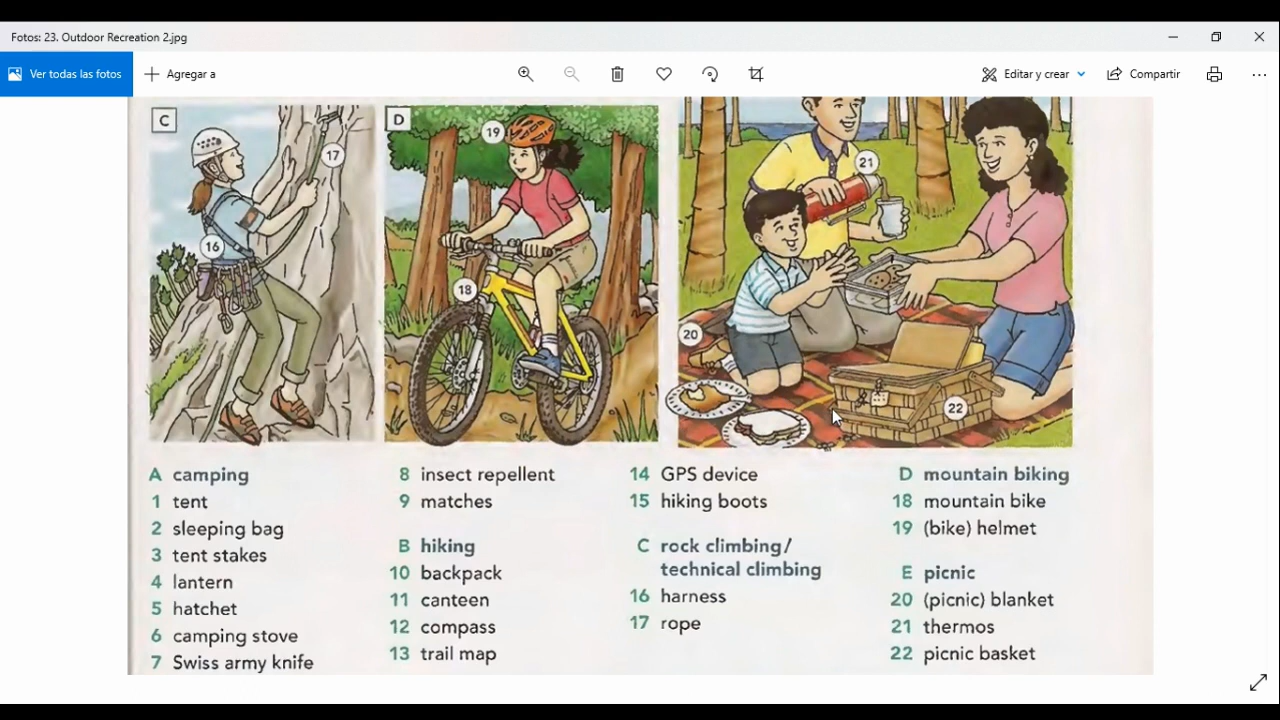 Fotos: 23. Outdoor Recreation 2.jpg
Ver todas las fotos
Agregar a
Editar y crear
Compartir
C
17
16
D
19
18
21
20
22
A camping
1 tent
2 sleeping bag
3 tent stakes
4 lantern
5 hatchet
6 camping stove
7 Swiss army knife
8 insect repellent
9 matches
B hiking
10 backpack
11 canteen
12 compass
13 trail map
14 GPS device
15 hiking boots
C rock climbing/
technical climbing
16 harness
17 rope
D mountain biking
18 mountain bike
19 (bike) helmet
E picnic
20 (picnic) blanket
21 thermos
22 picnic basket